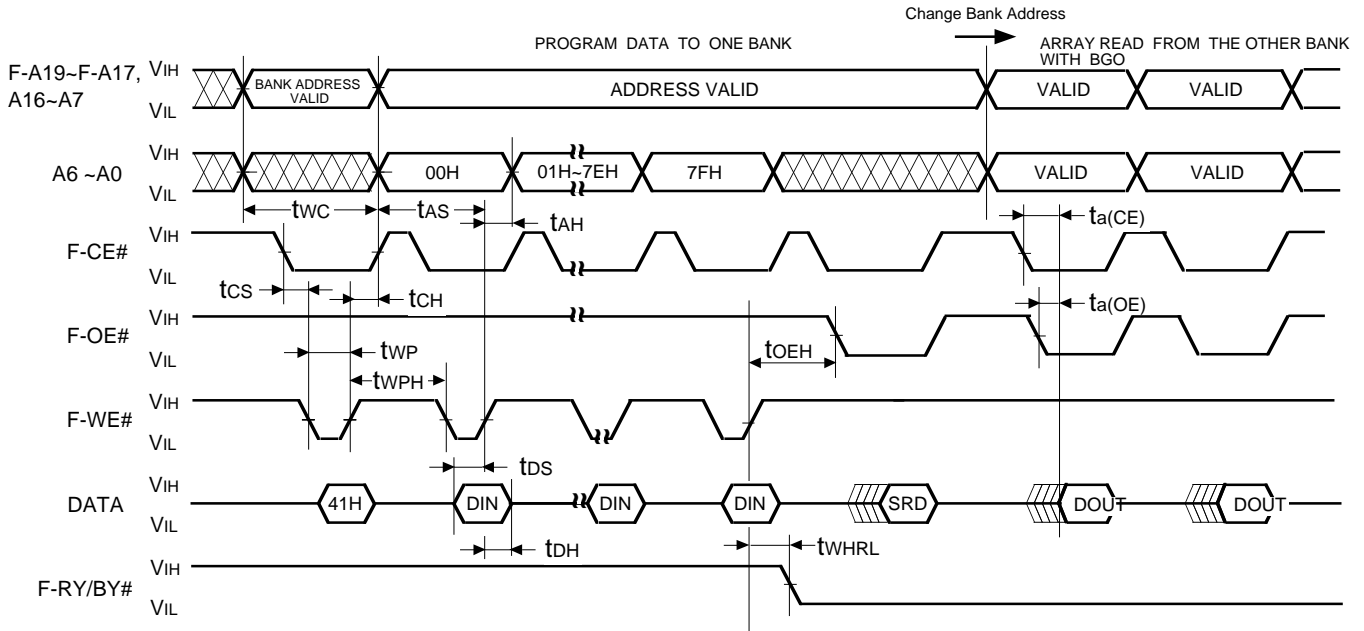 Change Bank Address
PROGRAM DATA TO ONE BANK
ARRAY READ FROM THE OTHER BANK
WITH BGO
F-A19~F-A17,
A16~A7
VIH
VIL
BANK ADDRESS
VALID
ADDRESS VALID
VALID
VALID
A6 ~A0
VIH
VIL
00H
01H~7EH
7FH
VALID
VALID
tWC
tAS
tAH
ta(CE)
F-CE#
VIH
VIL
tCS
tCH
ta(OE)
F-OE#
VIH
VIL
tWP
tOEH
tWPH
F-WE#
VIH
VIL
tDS
DATA
VIH
VIL
41H
DIN
DIN
DIN
SRD
DOUT
DOUT
tDH
tWHRL
F-RY/BY#
VIH
VIL